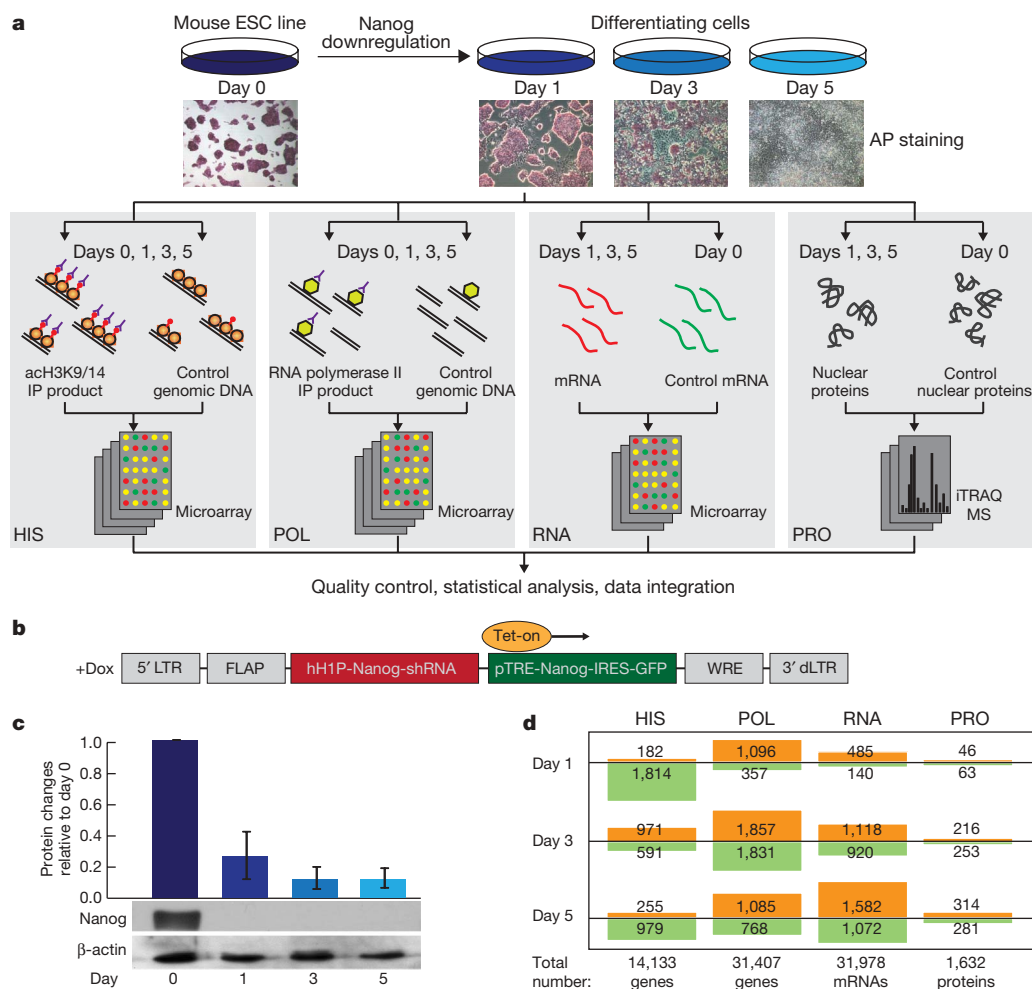 a
Mouse ESC line
Nanog
downregulation
Differentiating cells
Day 0
Day 1
Day 3
Day 5
AP staining
Days 0, 1, 3, 5
acH3K9/14
IP product
Control
genomic DNA
Microarray
HIS
Days 0, 1, 3, 5
RNA polymerase II
IP product
Control
genomic DNA
Microarray
POL
Days 1, 3, 5
Day 0
mRNA
Control mRNA
Microarray
RNA
Days 1, 3, 5
Day 0
Nuclear
proteins
Control
nuclear proteins
iTRAQ
MS
PRO
Quality control, statistical analysis, data integration
b
Tet-on
+Dox
5′ LTR
FLAP
hH1P-Nanog-shRNA
pTRE-Nanog-IRES-GFP
WRE
3′ dLTR
c
Protein changes
relative to day 0
1.0
0.8
0.6
0.4
0.2
0.0
Nanog
β-actin
Day 0 1 3 5
d
HIS POL RNA PRO
Day 1
182 1,096 485 46
1,814 357 140 63
Day 3
971 1,857 1,118 216
591 1,831 920 253
Day 5
255 1,085 1,582 314
979 768 1,072 281
Total
number:
14,133
genes
31,407
genes
31,978
mRNAs
1,632
proteins